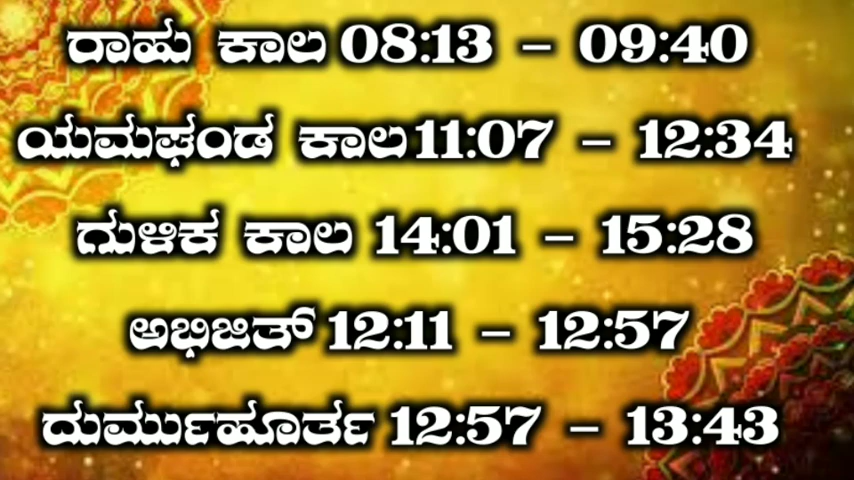 ರಾಹು ಕಾಲ 08:13 – 09:40
ಯಮಘಂಡ ಕಾಲ 11:07 – 12:34
ಗುಳಿಕ ಕಾಲ 14:01 – 15:28
ಅಭಿಜಿತ್ 12:11 – 12:57
ದುರ್ಮುಹೂರ್ತ 12:57 – 13:43